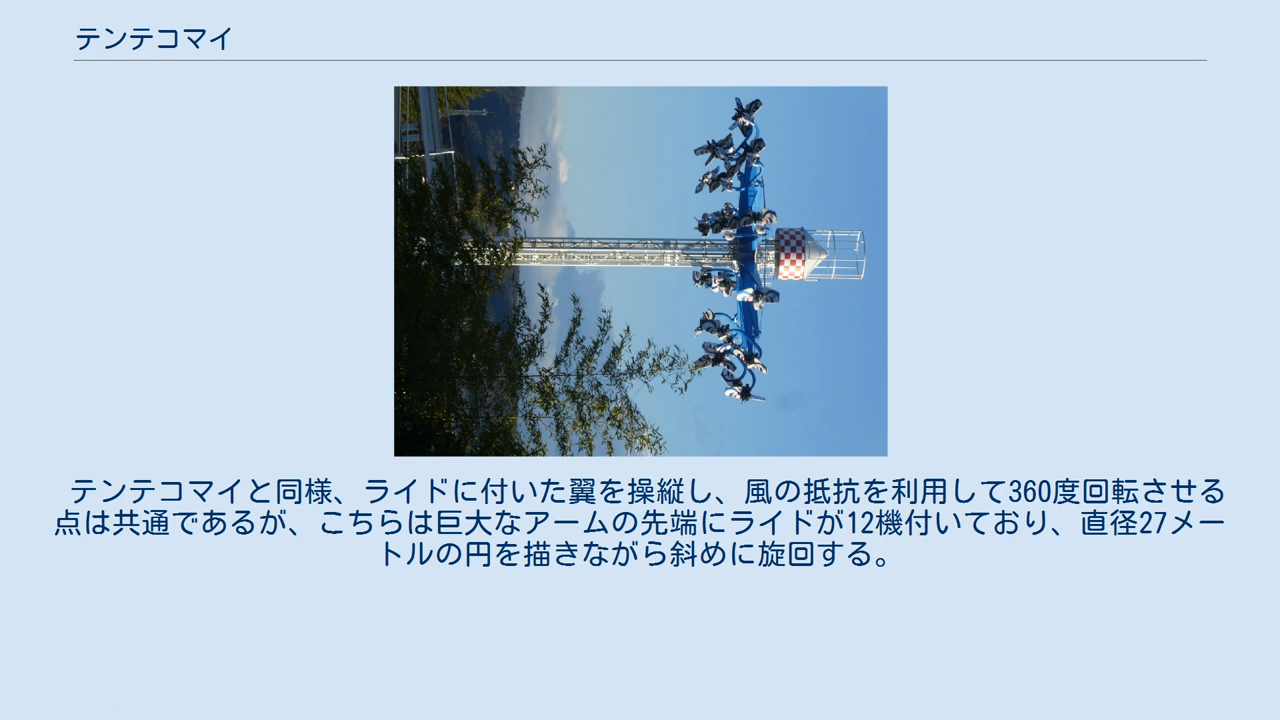 テンテコマイ
テンテコマイと同様、ライドに付いた翼を操縦し、風の抵抗を利用して360度回転させる
点は共通であるが、こちらは巨大なアームの先端にライドが12機付いており、直径27メー
トルの円を描きながら斜めに旋回する。